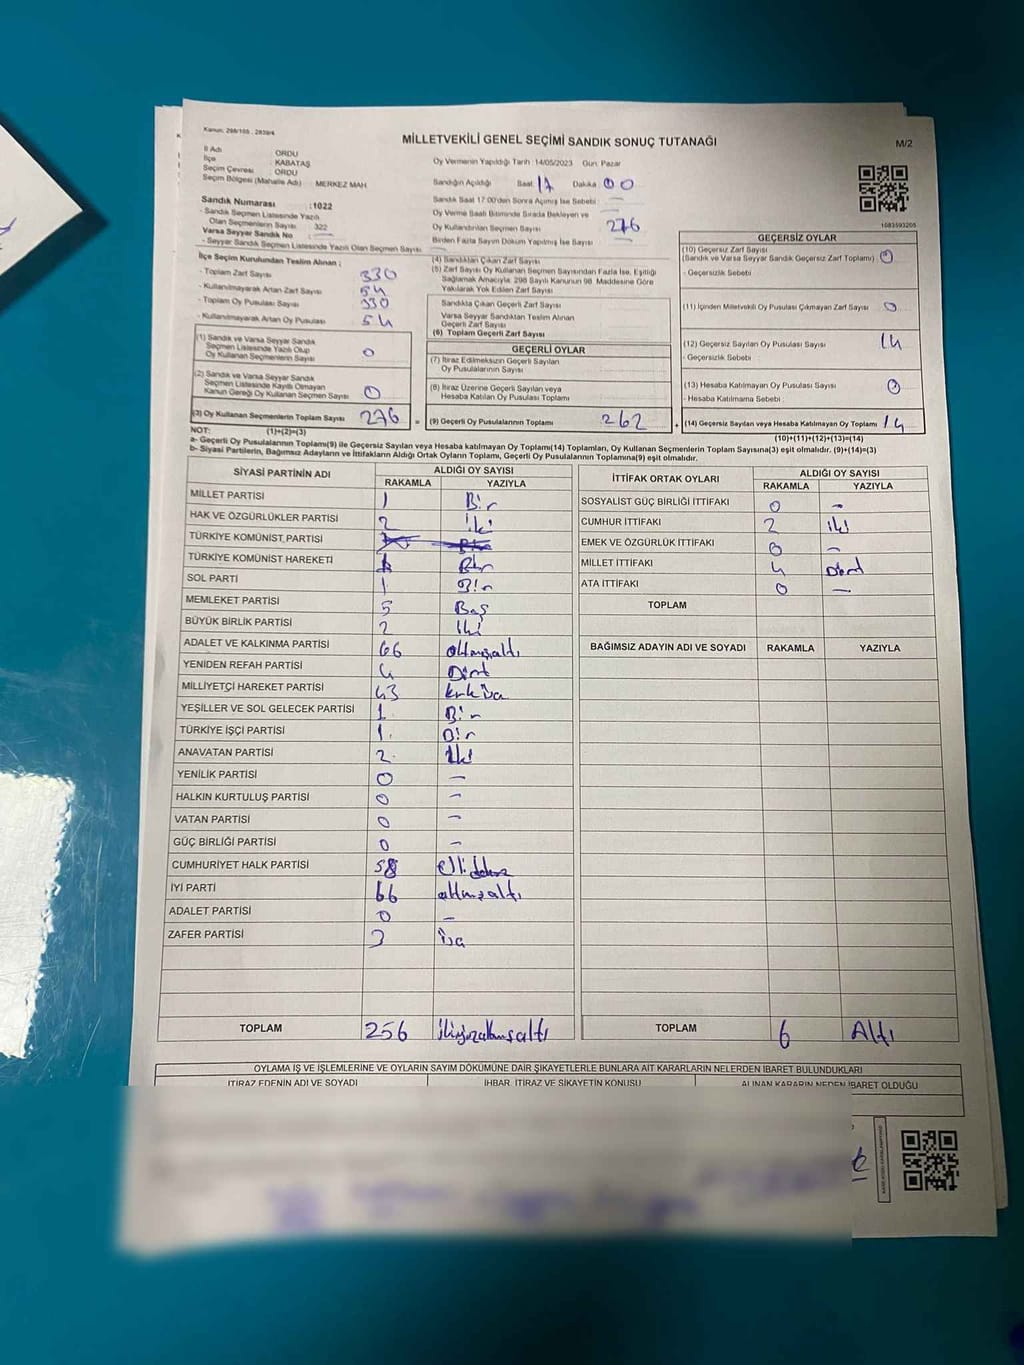 Kanun: 298/105, 2839/4
MİLLETVEKİLİ GENEL SEÇİMİ SANDIK SONUÇ TUTANAĞI
M/2
İl Adı : ORDU
İlçe : KABATAŞ
Seçim Çevresi : ORDU
Seçim Bölgesi (Mahalle Adı) : MERKEZ MAH.
Oy Vermenin Yapıldığı Tarih :14/05/2023 Gün: Pazar
Sandığın Açıldığı Saat: 17 Dakika: 00
Sandık Saat 17:00'den Sonra Açılmış İse Sebebi : —
Oy Verme Saati Bitiminde Sırada Bekleyen ve
Oy Kullandırılan Seçmen Sayısı : 276
Birden Fazla Sayım Döküm Yapılmış İse Sayısı : —
1683593205
Sandık Numarası :1022
- Sandık Seçmen Listesinde Yazılı
Olan Seçmenlerin Sayısı : 322
Varsa Seyyar Sandık No : —
- Seyyar Sandık Seçmen Listesinde Yazılı Olan Seçmen Sayısı: —
İlçe Seçim Kurulundan Teslim Alınan ;
- Toplam Zarf Sayısı : 330
- Kullanılmayarak Artan Zarf Sayısı : 54
- Toplam Oy Pusulası Sayısı : 330
- Kullanılmayarak Artan Oy Pusulası : 54
(1) Sandık ve Varsa Seyyar Sandık
Seçmen Listesinde Yazılı Olup
Oy Kullanan Seçmenlerin Sayısı : 0
(2) Sandık ve Varsa Seyyar Sandık
Seçmen Listesinde Kayıtlı Olmayan
Kanun Gereği Oy Kullanan Seçmen Sayısı : 0
(3) Oy Kullanan Seçmenlerin Toplam Sayısı : 276
(4) Sandıktan Çıkan Zarf Sayısı :
(5) Zarf Sayısı Oy Kullanan Seçmen Sayısından Fazla İse, Eşitliği
Sağlamak Amacıyla; 298 Sayılı Kanunun 98. Maddesine Göre
Yakılarak Yok Edilen Zarf Sayısı :
Sandıkta Çıkan Geçerli Zarf Sayısı :
Varsa Seyyar Sandıktan Teslim Alınan
Geçerli Zarf Sayısı :
(6) Toplam Geçerli Zarf Sayısı :
GEÇERLİ OYLAR
(7) İtiraz Edilmeksizin Geçerli Sayılan
Oy Pusulalarının Sayısı :
(8) İtiraz Üzerine Geçerli Sayılan veya
Hesaba Katılan Oy Pusulası Toplamı :
= (9) Geçerli Oy Pusulalarının Toplamı : 262
GEÇERSİZ OYLAR
(10) Geçersiz Zarf Sayısı
(Sandık ve Varsa Seyyar Sandık Geçersiz Zarf Toplamı) : 0
- Geçersizlik Sebebi :
(11) İçinden Milletvekili Oy Pusulası Çıkmayan Zarf Sayısı : 0
(12) Geçersiz Sayılan Oy Pusulası Sayısı : 14
- Geçersizlik Sebebi :
(13) Hesaba Katılmayan Oy Pusulası Sayısı : 0
- Hesaba Katılmama Sebebi :
+ (14) Geçersiz Sayılan veya Hesaba Katılmayan Oy Toplamı : 14
NOT: (1)+(2)=(3) (10)+(11)+(12)+(13)=(14)
a- Geçerli Oy Pusulalarının Toplamı(9) ile Geçersiz Sayılan veya Hesaba katılmayan Oy Toplamı(14) Toplamları, Oy Kullanan Seçmenlerin Toplam Sayısına(3) eşit olmalıdır. (9)+(14)=(3)
b- Siyasi Partilerin, Bağımsız Adayların ve İttifakların Aldığı Ortak Oyların Toplamı, Geçerli Oy Pusulalarının Toplamına(9) eşit olmalıdır.
SİYASİ PARTİNİN ADI ALDIĞI OY SAYISI
RAKAMLA YAZIYLA
MİLLET PARTİSİ 1 Bir
HAK VE ÖZGÜRLÜKLER PARTİSİ 2 İki
TÜRKİYE KOMÜNİST PARTİSİ
TÜRKİYE KOMÜNİST HAREKETİ 1 Bir
SOL PARTİ 1 Bir
MEMLEKET PARTİSİ 5 Beş
BÜYÜK BİRLİK PARTİSİ 2 İki
ADALET VE KALKINMA PARTİSİ 66 altmışaltı
YENİDEN REFAH PARTİSİ 4 Dört
MİLLİYETÇİ HAREKET PARTİSİ 43 kırküç
YEŞİLLER VE SOL GELECEK PARTİSİ 1 Bir
TÜRKİYE İŞÇİ PARTİSİ 1 Bir
ANAVATAN PARTİSİ 2 İki
YENİLİK PARTİSİ 0 —
HALKIN KURTULUŞ PARTİSİ 0 —
VATAN PARTİSİ 0 —
GÜÇ BİRLİĞİ PARTİSİ 0 —
CUMHURİYET HALK PARTİSİ 58
İYİ PARTİ 66 altmışaltı
ADALET PARTİSİ 0 —
ZAFER PARTİSİ 3 üç
TOPLAM 256 ikiyüzaltmışaltı
İTTİFAK ORTAK OYLARI ALDIĞI OY SAYISI
RAKAMLA YAZIYLA
SOSYALİST GÜÇ BİRLİĞİ İTTİFAKI 0 —
CUMHUR İTTİFAKI 2 iki
EMEK VE ÖZGÜRLÜK İTTİFAKI 0 —
MİLLET İTTİFAKI 4 Dört
ATA İTTİFAKI 0 —
TOPLAM
BAĞIMSIZ ADAYIN ADI VE SOYADI RAKAMLA YAZIYLA
TOPLAM 6 Altı
OYLAMA İŞ VE İŞLEMLERİNE VE OYLARIN SAYIM DÖKÜMÜNE DAİR ŞİKAYETLERLE BUNLARA AİT KARARLARIN NELERDEN İBARET BULUNDUKLARI
İTİRAZ EDENİN ADI VE SOYADI İHBAR, İTİRAZ VE ŞİKAYETİN KONUSU ALINAN KARARIN NEDEN İBARET OLDUĞU